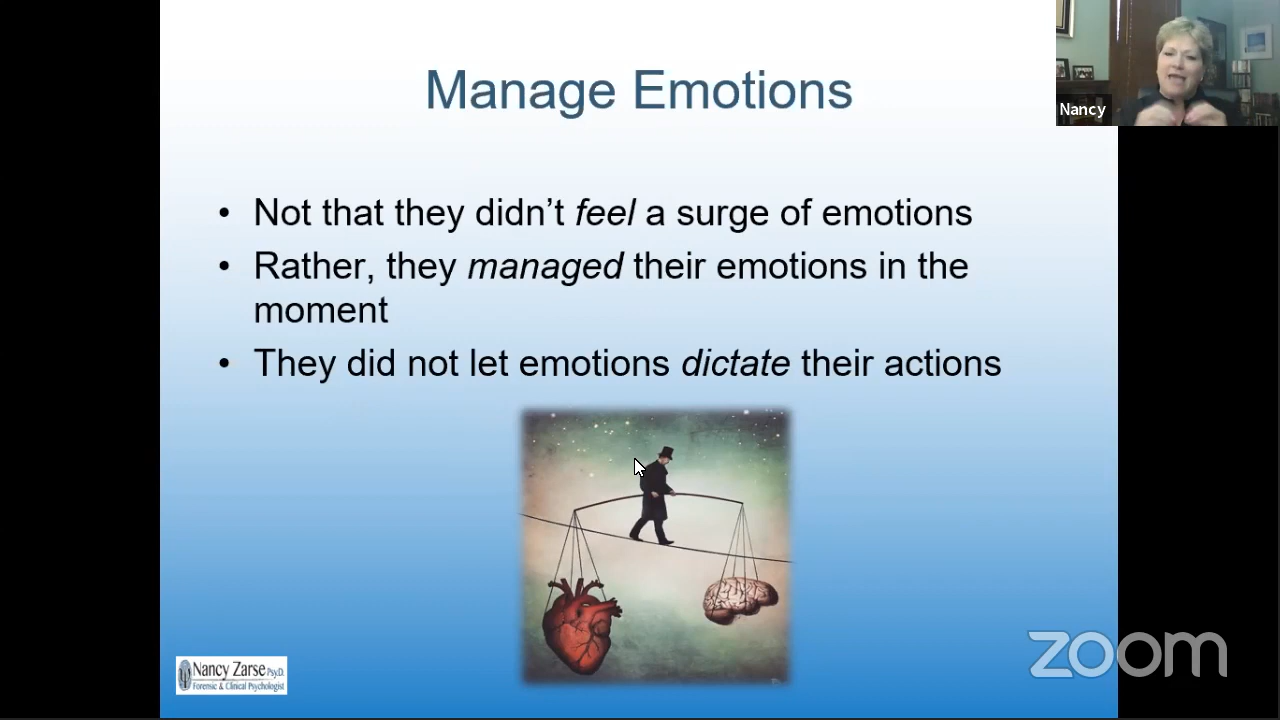 Manage Emotions
Nancy
• Not that they didn’t feel a surge of emotions
• Rather, they managed their emotions in the
moment
• They did not let emotions dictate their actions
zoom
Nancy Zarse Psy.D.
Forensic & Clinical Psychologist